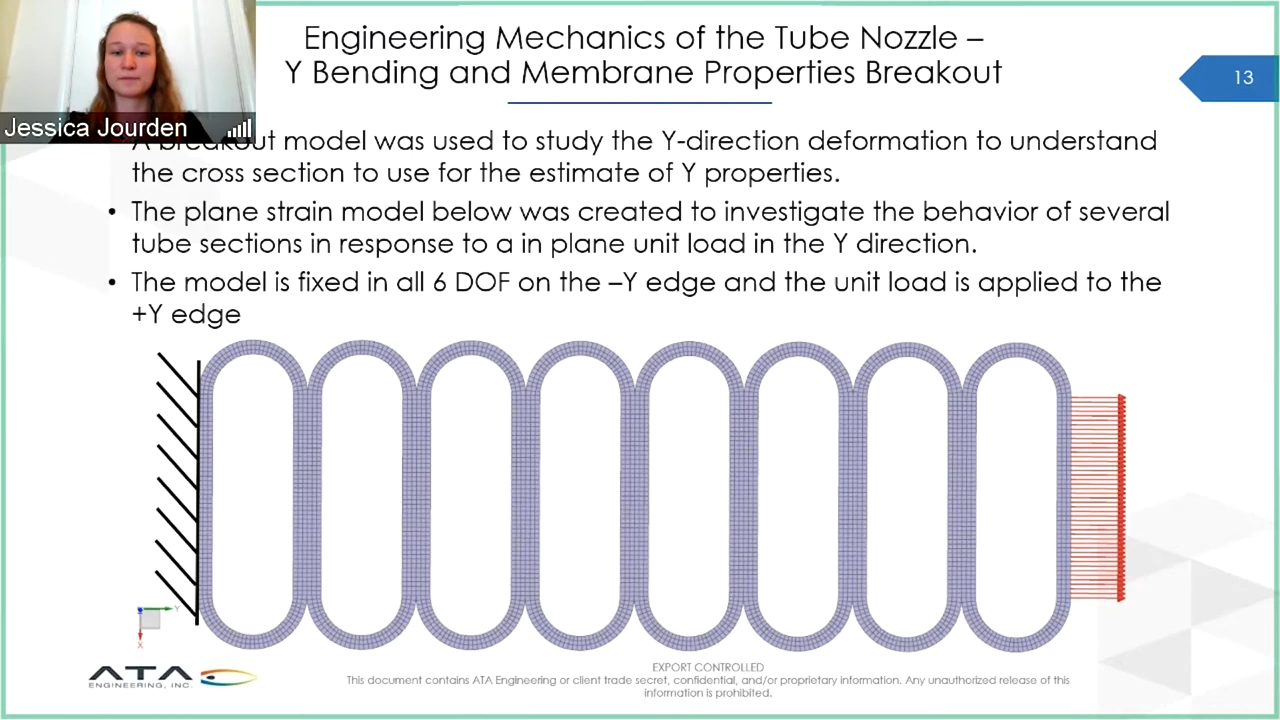 Engineering Mechanics of the Tube Nozzle –
Y Bending and Membrane Properties Breakout
13
Jessica Jourden
A breakout model was used to study the Y-direction deformation to understand
the cross section to use for the estimate of Y properties.
• The plane strain model below was created to investigate the behavior of several
tube sections in response to a in plane unit load in the Y direction.
• The model is fixed in all 6 DOF on the –Y edge and the unit load is applied to the
+Y edge
Y
X
ATA
ENGINEERING, INC.
EXPORT CONTROLLED
This document contains ATA Engineering or client trade secret, confidential, and/or proprietary information. Any unauthorized release of this
information is prohibited.